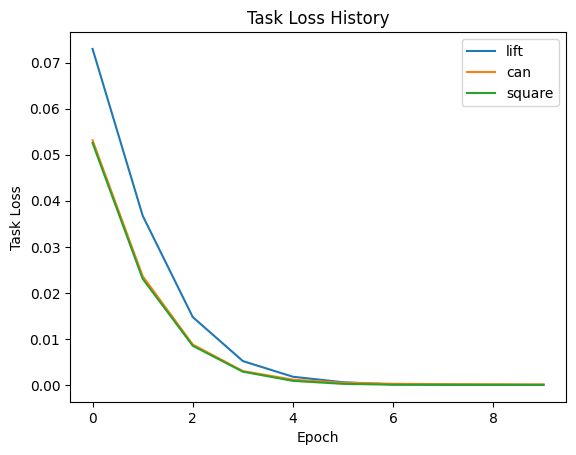 Task Loss History
lift
can
square
0.07
0.06
0.05
0.04
0.03
0.02
0.01
0.00
Task Loss
0 2 4 6 8
Epoch